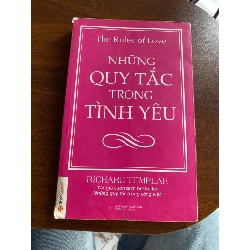 The Rules of Love
NHỮNG
QUY TẮC
TRONG
TÌNH YÊU
RICHARD TEMPLAR